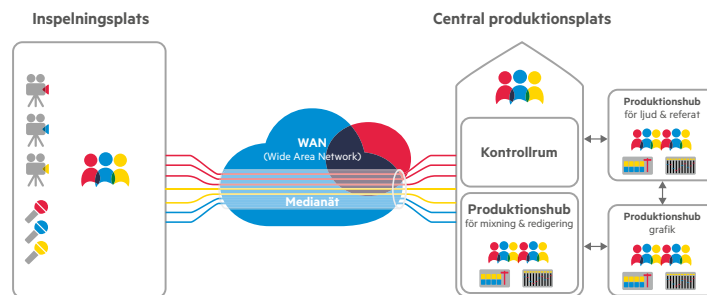 Inspelningsplats
Central produktionsplats
WAN
(Wide Area Network)
Medianät
Kontrollrum
Produktionshub
för mixning & redigering
Produktionshub
för ljud & referat
Produktionshub
grafik